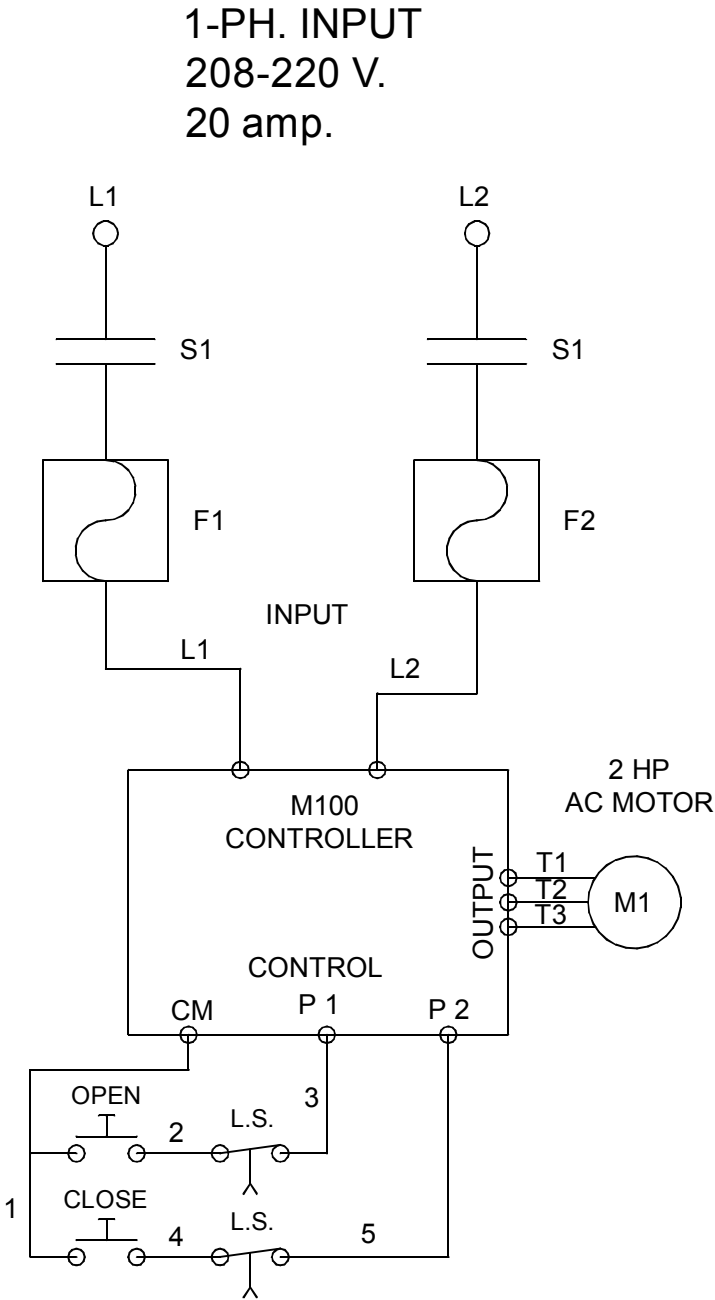 1-PH. INPUT
208-220 V.
20 amp.
L1
L2
S1
S1
F1
F2
INPUT
L1
L2
2 HP
AC MOTOR
M100
CONTROLLER
OUTPUT
T1
T2
T3
M1
CONTROL
CM
P 1
P 2
OPEN
2
L.S.
3
1
CLOSE
4
L.S.
5